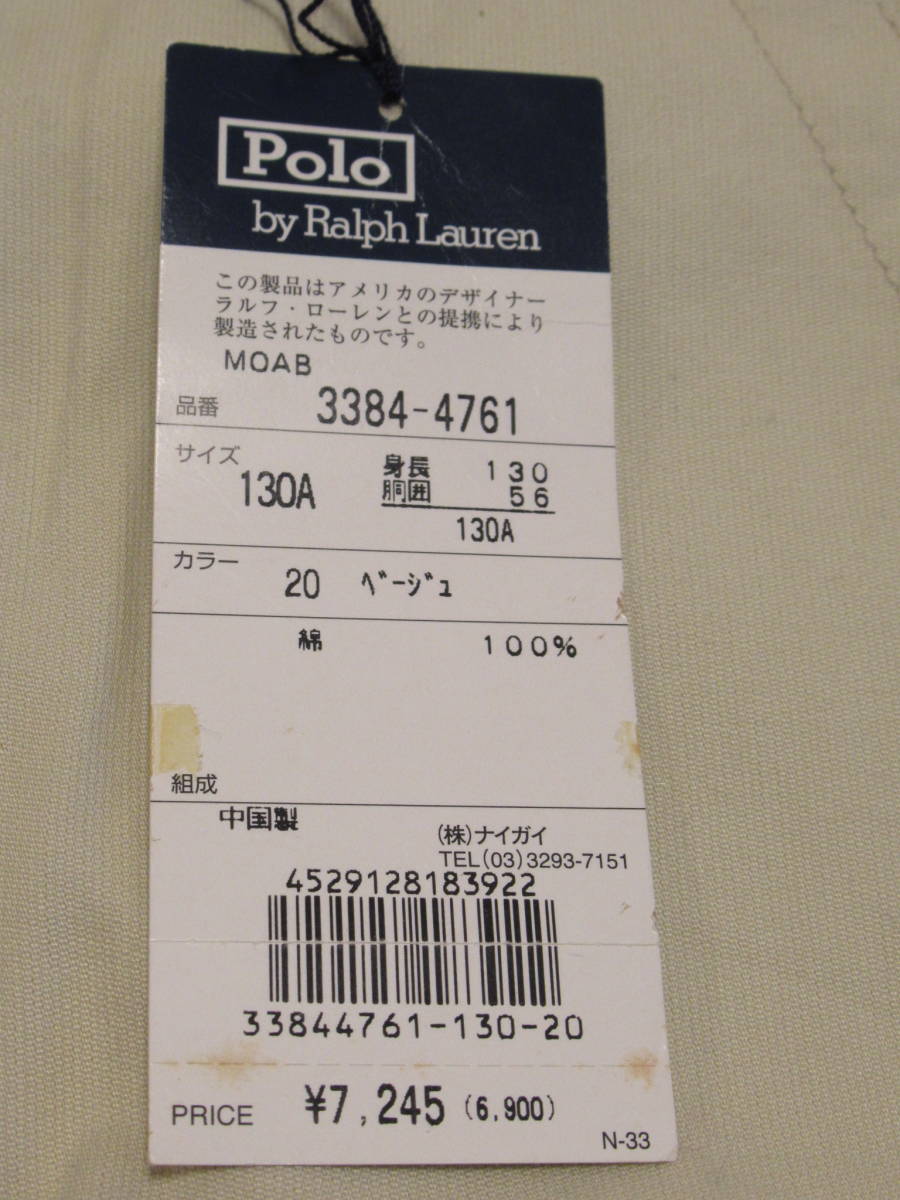 Polo
by Ralph Lauren
この製品はアメリカのデザイナー
ラルフ・ローレンとの提携により
製造されたものです。
MOAB
品番 3384-4761
サイズ
130A
身長 130
胴囲 56
130A
カラー
20 ﾍﾞｰｼﾞｭ
綿 100%
組成
中国製
(株)ナイガイ
TEL(03)3293-7151
4529128183922
33844761-130-20
PRICE ¥7,245 (6,900)
N-33